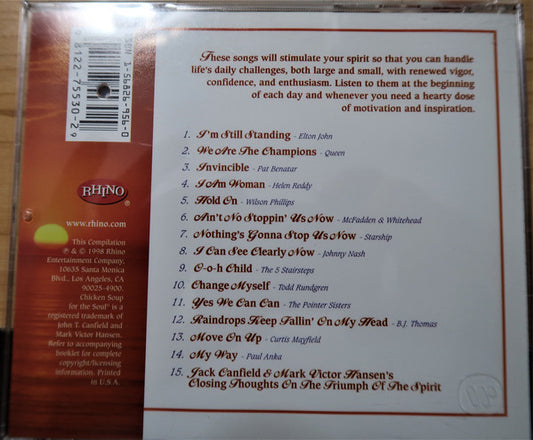 ISBN 1-56826-956-0
8122-75530-2
These songs will stimulate your spirit so that you can handle
life's daily challenges, both large and small, with renewed vigor,
confidence, and enthusiasm. Listen to them at the beginning
of each day and whenever you need a hearty dose
of motivation and inspiration.
1. I'm Still Standing - Elton John
2. We Are The Champions - Queen
3. Invincible - Pat Benatar
4. I Am Woman - Helen Reddy
5. Hold On - Wilson Phillips
6. Ain't No Stoppin' Us Now - McFadden & Whitehead
7. Nothing's Gonna Stop Us Now - Starship
8. I Can See Clearly Now - Johnny Nash
9. O-o-h Child - The 5 Stairsteps
10. Change Myself - Todd Rundgren
11. Yes We Can Can - The Pointer Sisters
12. Raindrops Keep Fallin' On My Head - B.J. Thomas
13. Move On Up - Curtis Mayfield
14. My Way - Paul Anka
15. Jack Canfield & Mark Victor Hansen's
Closing Thoughts On The Triumph Of The Spirit
RHINO
®
www.rhino.com
This Compilation
℗ & © 1998 Rhino
Entertainment Company,
10635 Santa Monica
Blvd., Los Angeles, CA
90025-4900.
Chicken Soup
for the Soul® is a
registered trademark of
John T. Canfield and
Mark Victor Hansen.
Refer to accompanying
Booklet for complete
copyright/licensing
information. Printed
in U.S.A.